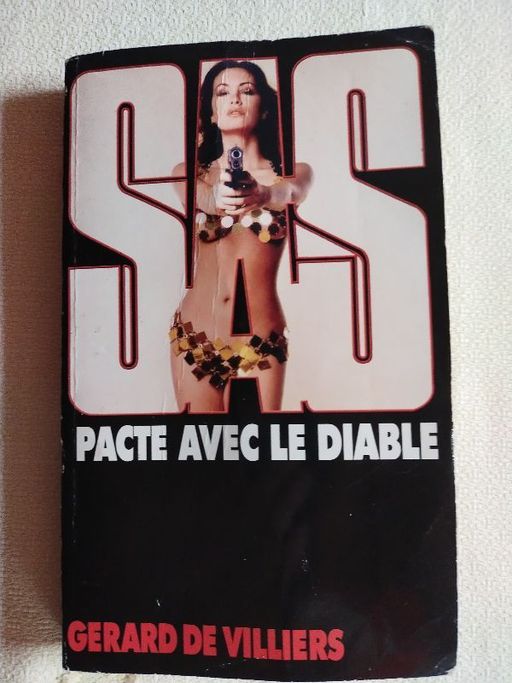 SAS
PACTE AVEC LE DIABLE
GERARD DE VILLIERS